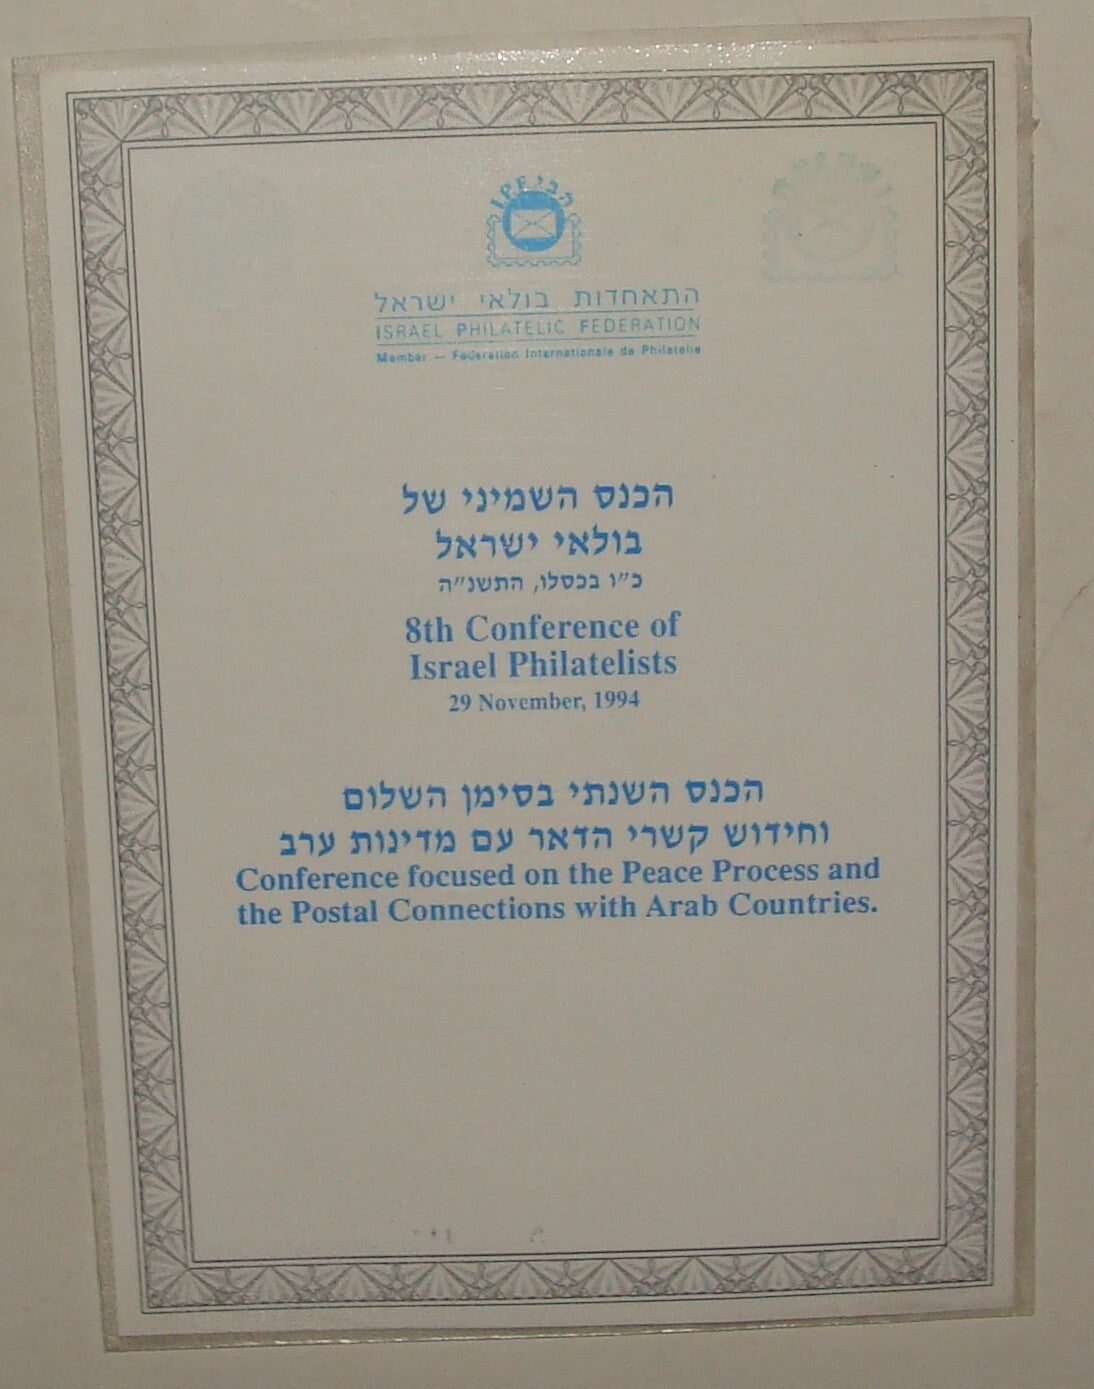 IPF הבי
התאחדות בולאי ישראל
ISRAEL PHILATELIC FEDERATION
Member — Fédération Internationale de Philatélie
הכנס השמיני של
בולאי ישראל
כ״ו בכסלו, התשנ״ה
8th Conference of
Israel Philatelists
29 November, 1994
הכנס השנתי בסימן השלום
וחידוש קשרי הדאר עם מדינות ערב
Conference focused on the Peace Process and
the Postal Connections with Arab Countries.